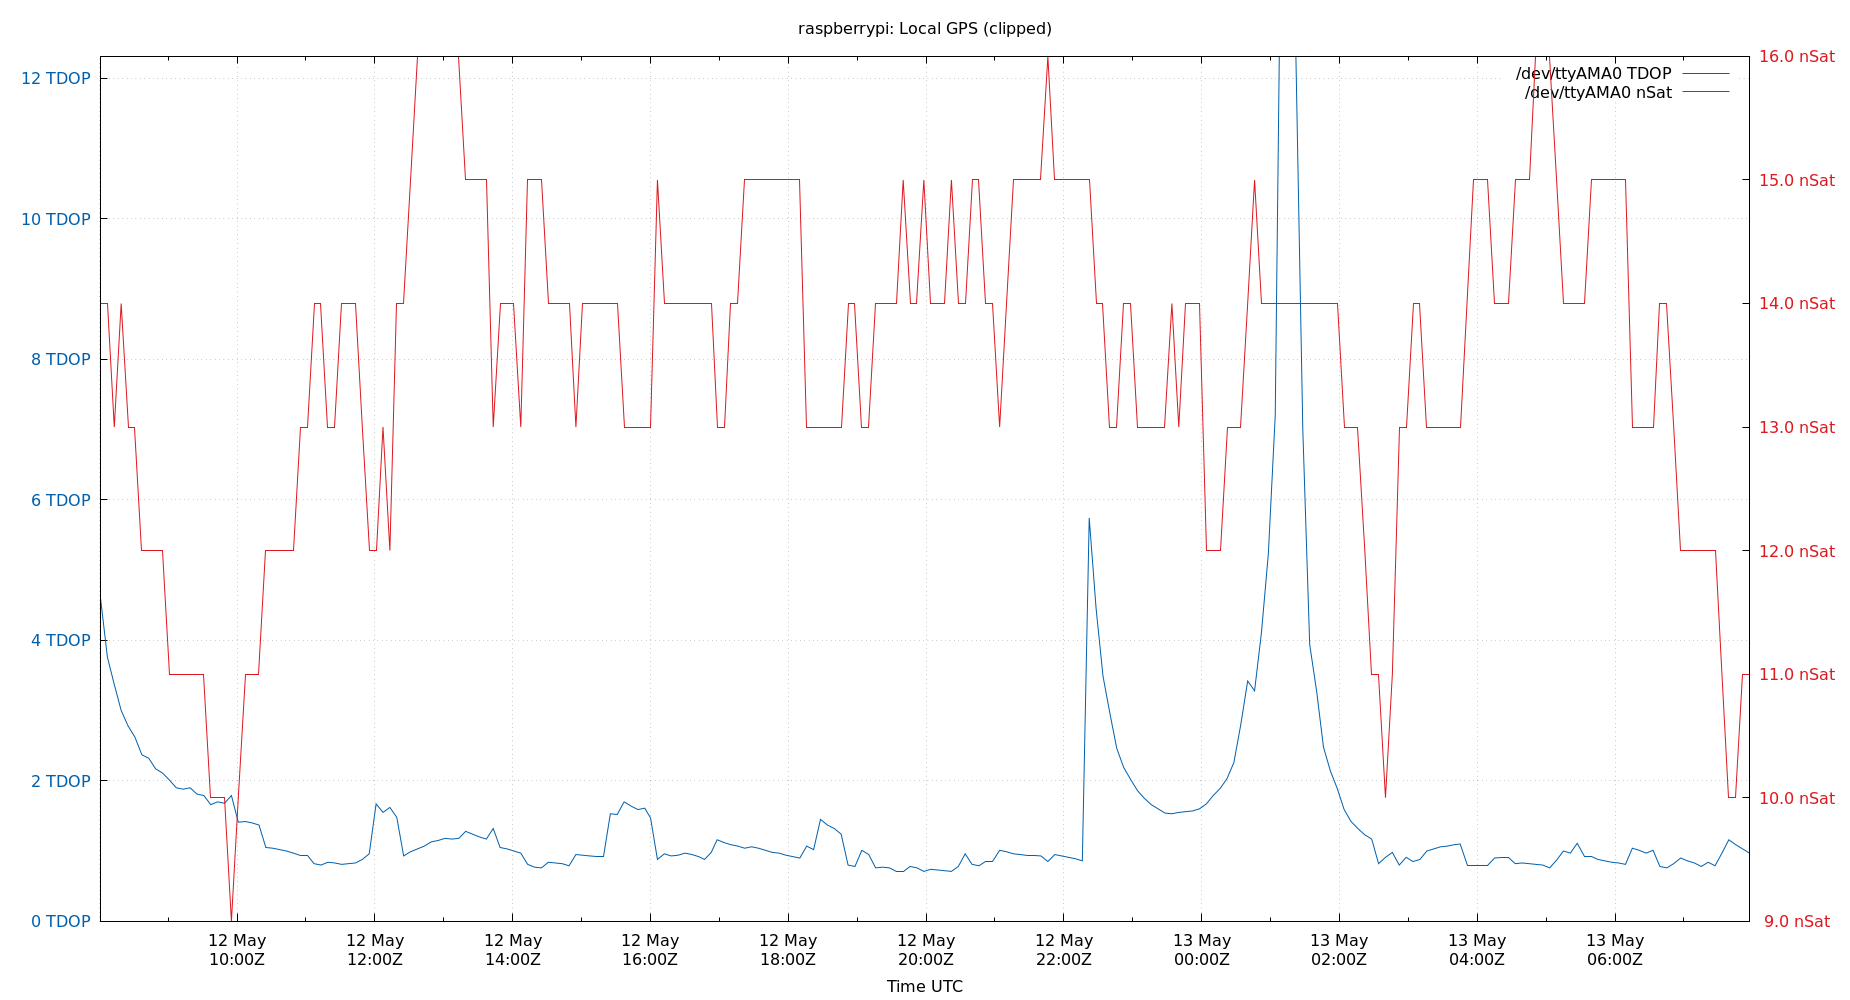 raspberrypi: Local GPS (clipped)
12 TDOP
10 TDOP
8 TDOP
6 TDOP
4 TDOP
2 TDOP
0 TDOP
/dev/ttyAMA0 TDOP
/dev/ttyAMA0 nSat
16.0 nSat
15.0 nSat
14.0 nSat
13.0 nSat
12.0 nSat
11.0 nSat
10.0 nSat
9.0 nSat
12 May
10:00Z
12 May
12:00Z
12 May
14:00Z
12 May
16:00Z
12 May
18:00Z
12 May
20:00Z
12 May
22:00Z
13 May
00:00Z
13 May
02:00Z
13 May
04:00Z
13 May
06:00Z
Time UTC